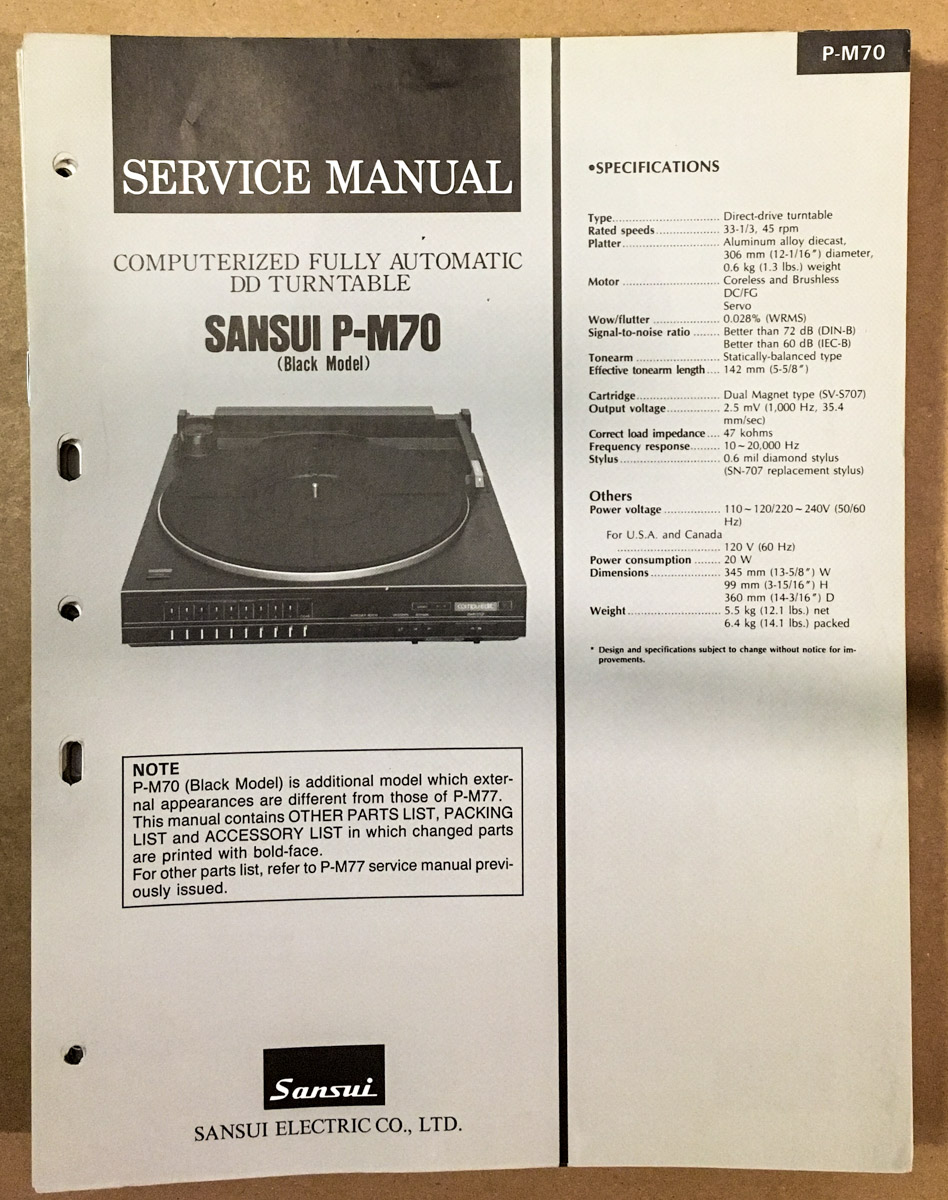 P-M70
SERVICE MANUAL
COMPUTERIZED FULLY AUTOMATIC
DD TURNTABLE
SANSUI P-M70
(Black Model)
COMPU-EDIT
NOTE
P-M70 (Black Model) is additional model which exter-
nal appearances are different from those of P-M77.
This manual contains OTHER PARTS LIST, PACKING
LIST and ACCESSORY LIST in which changed parts
are printed with bold-face.
For other parts list, refer to P-M77 service manual previ-
ously issued.
Sansui
SANSUI ELECTRIC CO., LTD.
•SPECIFICATIONS
Type............................ Direct-drive turntable
Rated speeds................. 33-1/3, 45 rpm
Platter.......................... Aluminum alloy diecast,
306 mm (12-1/16") diameter,
0.6 kg (1.3 lbs.) weight
Motor.......................... Coreless and Brushless
DC/FG
Servo
Wow/flutter.................. 0.028% (WRMS)
Signal-to-noise ratio....... Better than 72 dB (DIN-B)
Better than 60 dB (IEC-B)
Tonearm...................... Statically-balanced type
Effective tonearm length.... 142 mm (5-5/8")
Cartridge...................... Dual Magnet type (SV-S707)
Output voltage.............. 2.5 mV (1,000 Hz, 35.4
mm/sec)
Correct load impedance.... 47 kohms
Frequency response........ 10~20,000 Hz
Stylus.......................... 0.6 mil diamond stylus
(SN-707 replacement stylus)
Others
Power voltage............... 110~120/220~240V (50/60
Hz)
For U.S.A. and Canada
........................... 120 V (60 Hz)
Power consumption....... 20 W
Dimensions.................. 345 mm (13-5/8") W
99 mm (3-15/16") H
360 mm (14-3/16") D
Weight........................ 5.5 kg (12.1 lbs.) net
6.4 kg (14.1 lbs.) packed
* Design and specifications subject to change without notice for im-
provements.